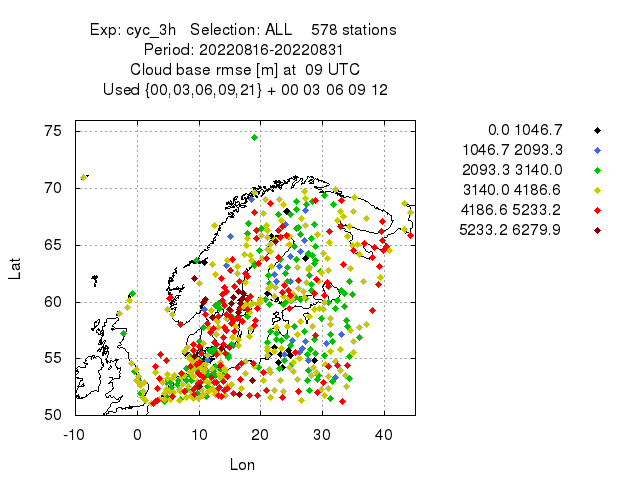 Exp: cyc_3h Selection: ALL 578 stations
Period: 20220816-20220831
Cloud base rmse [m] at 09 UTC
Used {00,03,06,09,21} + 00 03 06 09 12
0.0 1046.7
1046.7 2093.3
2093.3 3140.0
3140.0 4186.6
4186.6 5233.2
5233.2 6279.9
75
70
65
60
55
50
Lat
-10 0 10 20 30 40
Lon